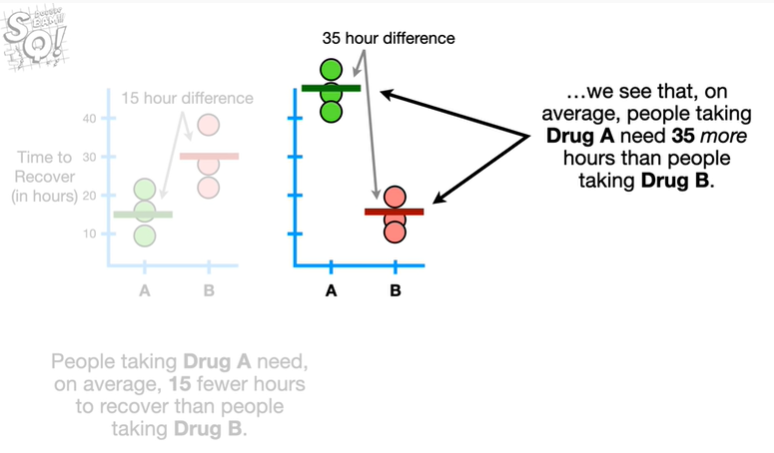 SQ!
35 hour difference
15 hour difference
40
30
20
10
Time to
Recover
(in hours)
A
B
A
B
…we see that, on
average, people taking
Drug A need 35 more
hours than people
taking Drug B.
People taking Drug A need,
on average, 15 fewer hours
to recover than people
taking Drug B.